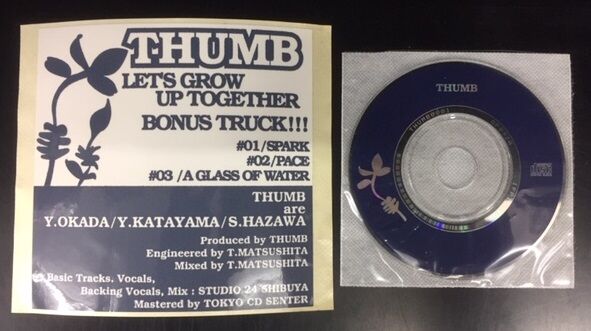 THUMB
LET'S GROW
UP TOGETHER
BONUS TRUCK!!!
#01/SPARK
#02/PACE
#03 /A GLASS OF WATER
THUMB
are
Y.OKADA/Y.KATAYAMA/S.HAZAWA
Produced by THUMB
Engineered by T.MATSUSHITA
Mixed by T.MATSUSHITA
Basic Tracks. Vocals,
Backing Vocals, Mix : STUDIO 24 SHIBUYA
Mastered by TOKYO CD SENTER
THUMB